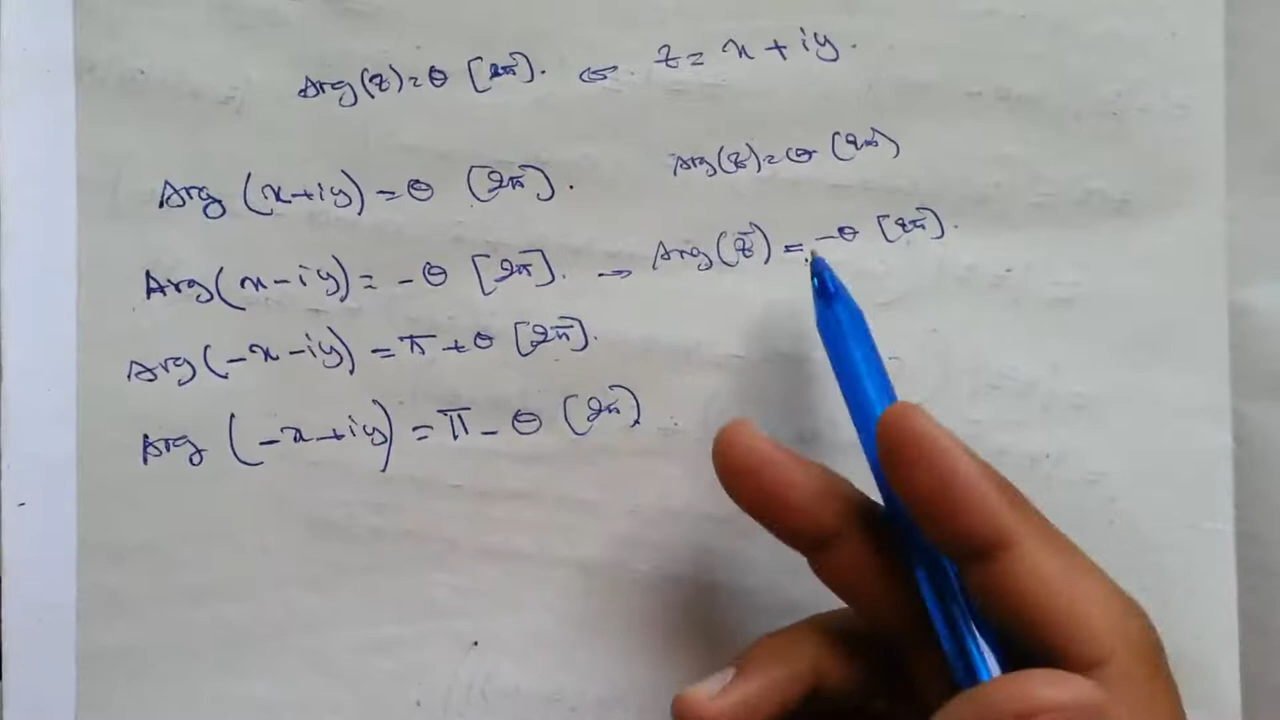 Arg(z)=θ [2π]. ⇔ z= x+iy.
Arg(z)=θ [2π]
Arg (x+iy)=θ [2π].
Arg(x-iy)=-θ [2π]. → Arg(z̄)=-θ [2π].
Arg(-x-iy)=π+θ [2π].
Arg (-x+iy)=π-θ [2π].